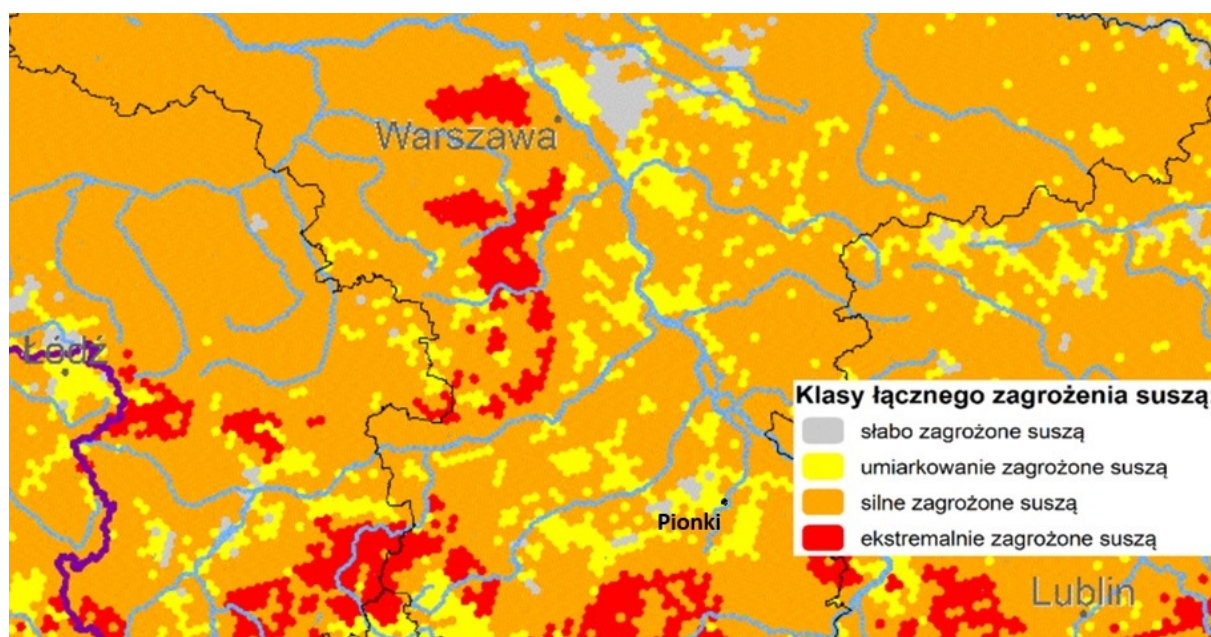 Warszawa
Łódź
Klasy łącznego zagrożenia suszą:
słabo zagrożone suszą
umiarkowanie zagrożone suszą
silne zagrożone suszą
Pionki
ekstremalnie zagrożone suszą
Lublin